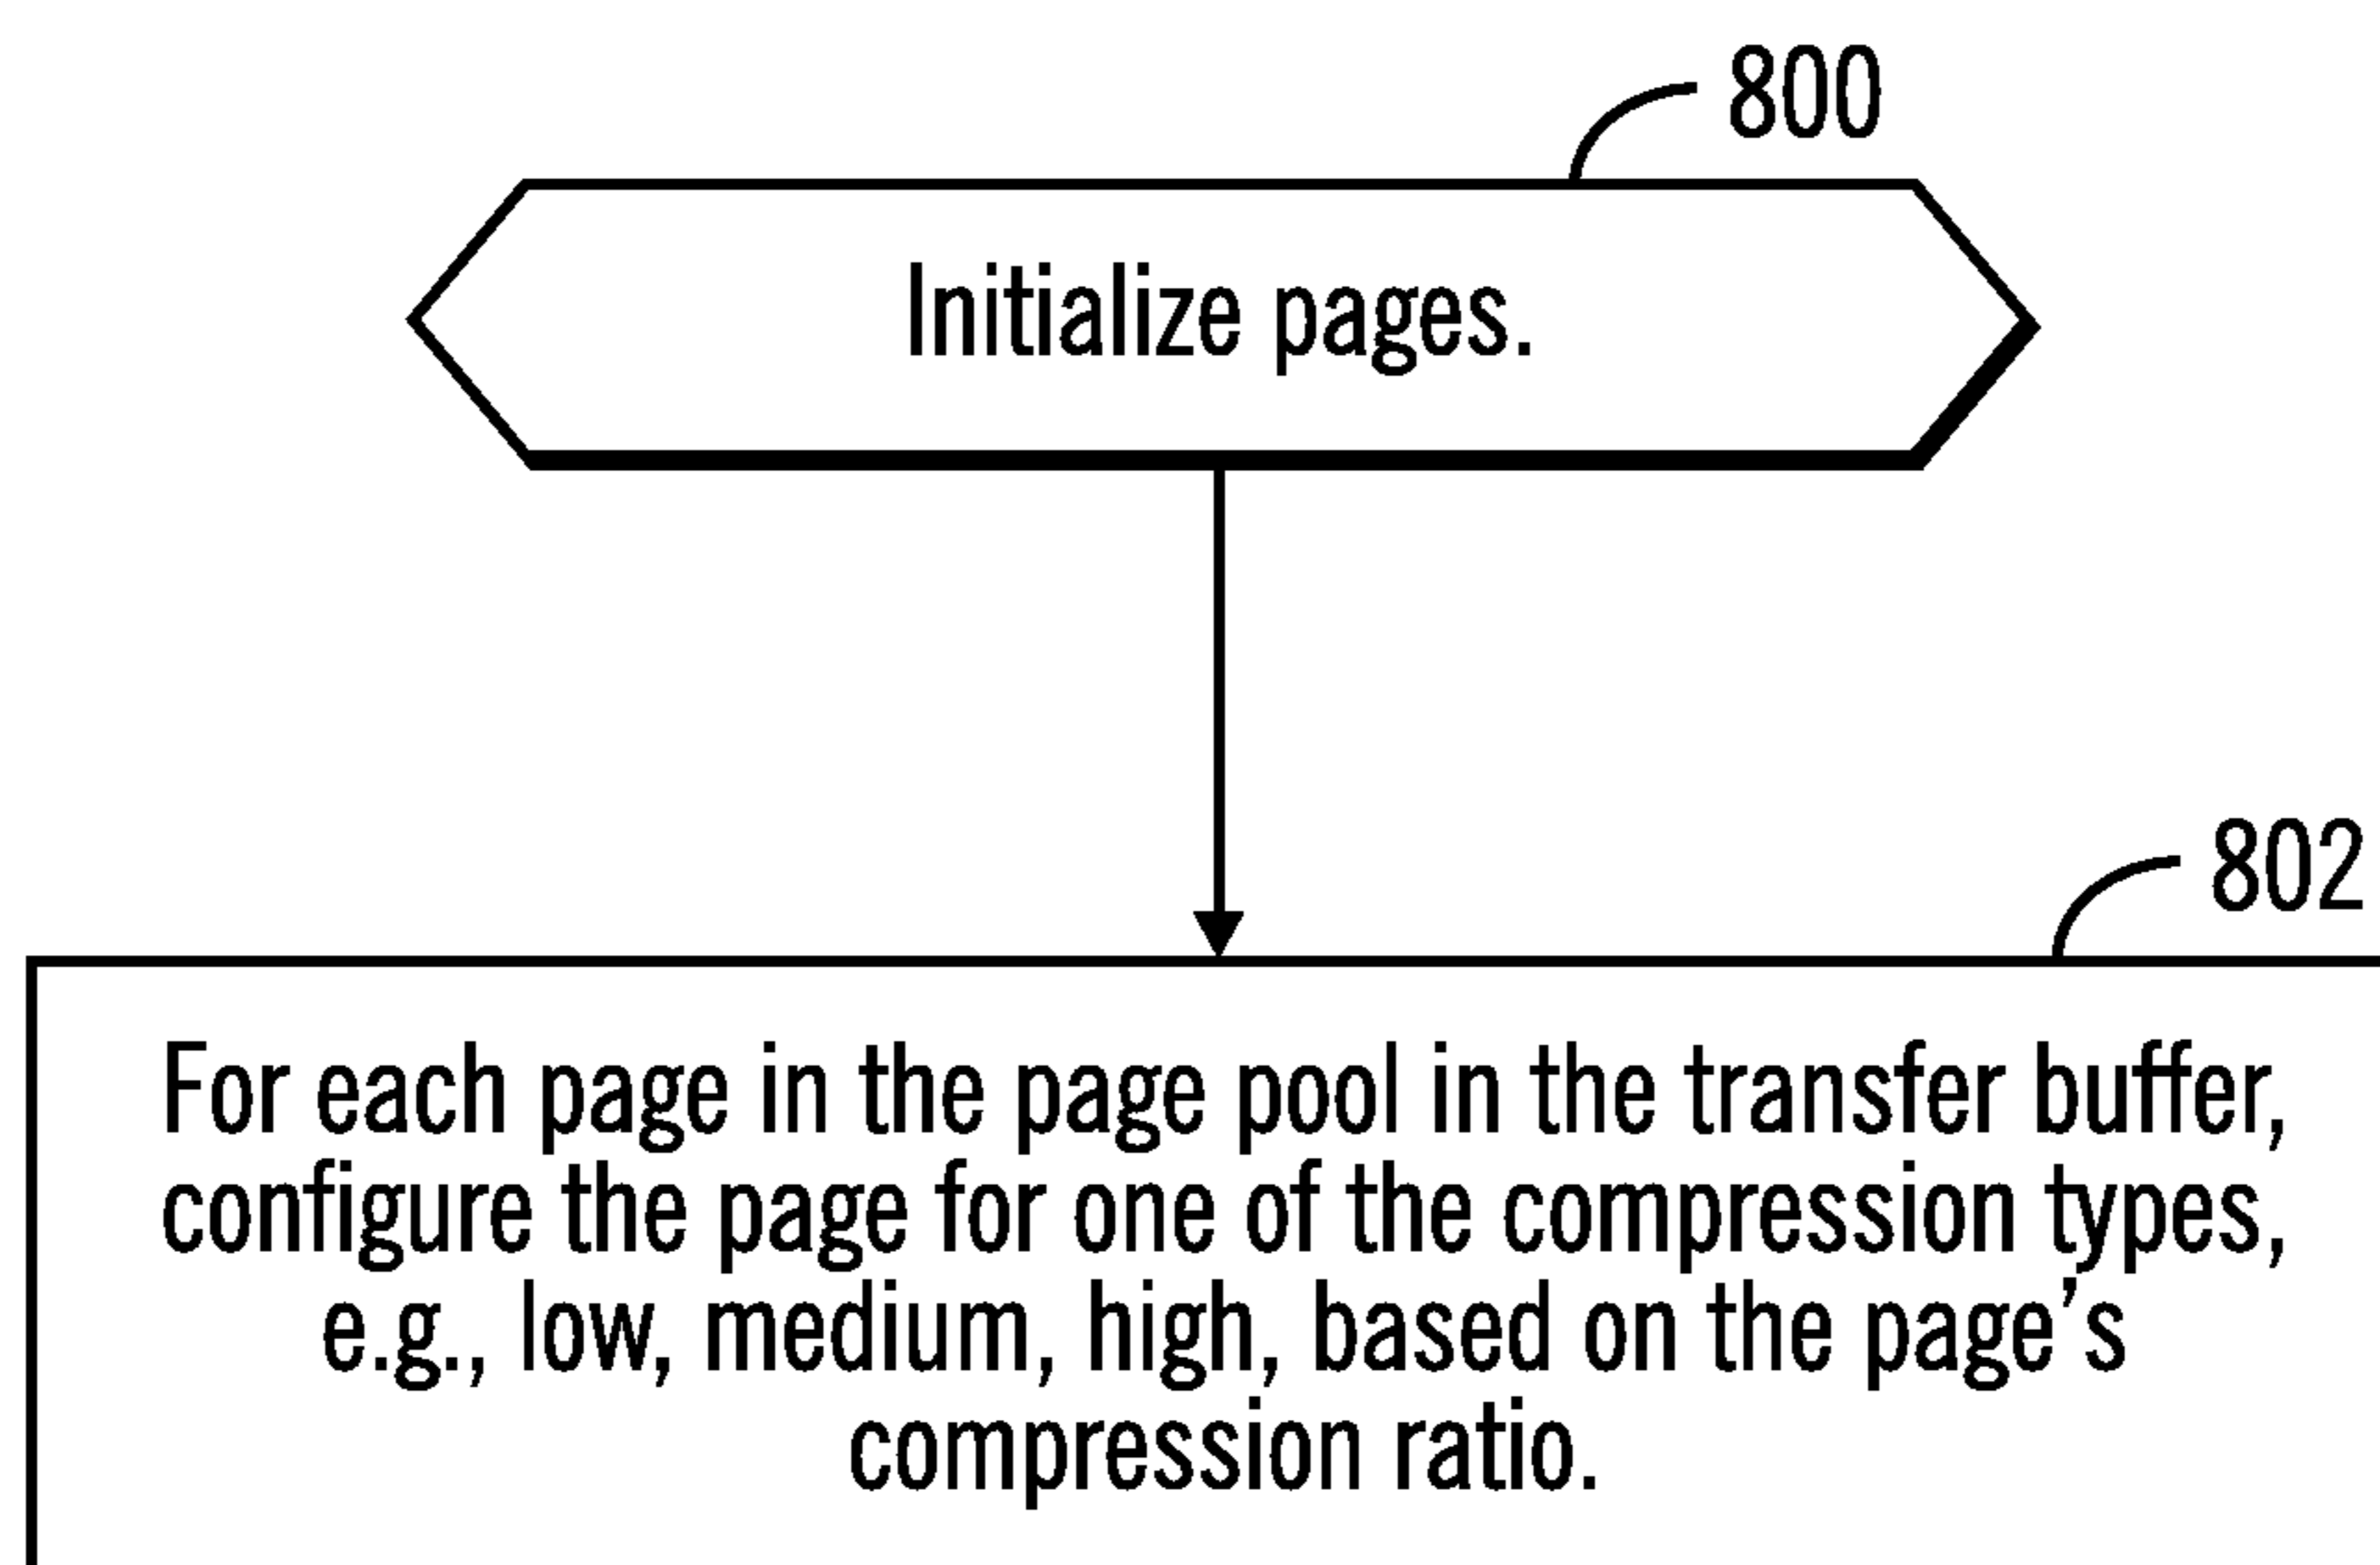 800
Initialize pages.
802
For each page in the page pool in the transfer buffer,
configure the page for one of the compression types,
e.g., low, medium, high, based on the page's
compression ratio.